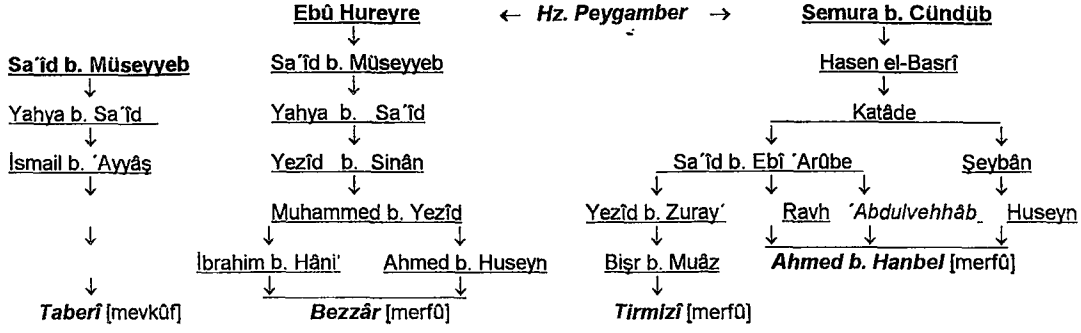 Ebû Hureyre ← Hz. Peygamber → Semura b. Cündüb
Sa´îd b. Müseyyeb Sa´îd b. Müseyyeb Hasen el-Basrî
Yahya b. Sa´îd Yahya b. Sa´îd Katâde
İsmail b. ´Ayyâş Yezîd b. Sinân Sa´îd b. Ebî ´Arûbe Şeybân
Muhammed b. Yezîd Yezîd b. Zuray´ Ravh ´Abdulvehhâb Huseyn
İbrahim b. Hâni' Ahmed b. Huseyn Bişr b. Muâz Ahmed b. Hanbel [merfû]
Taberî [mevkûf] Bezzâr [merfû] Tirmizî [merfû]